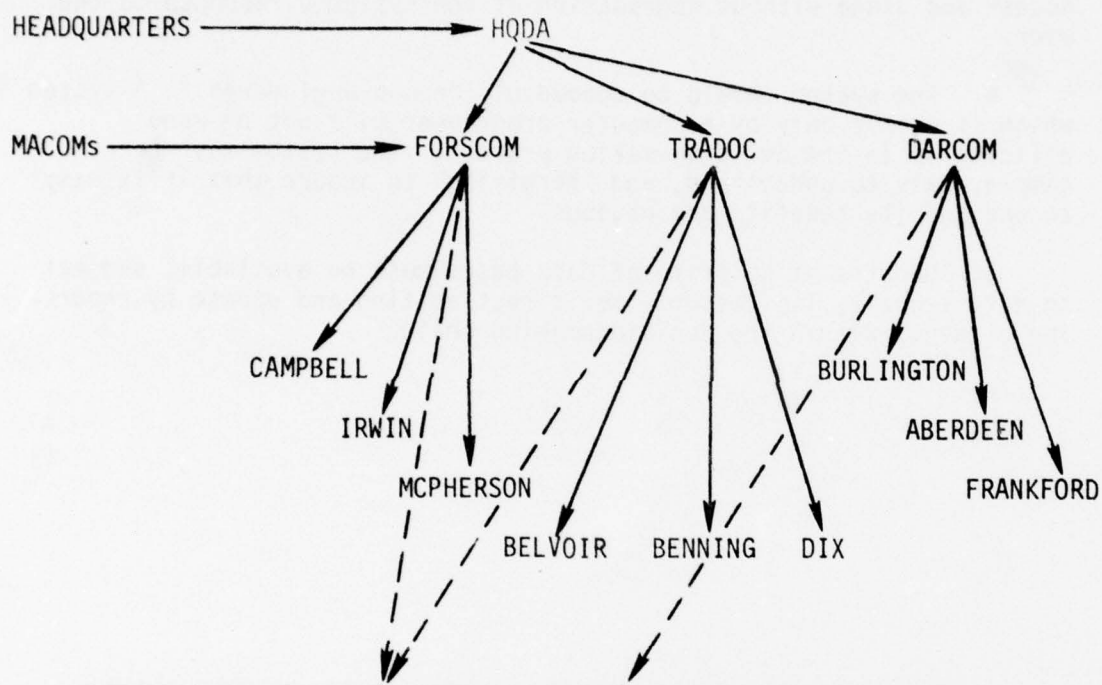 HEADQUARTERS HQDA
MACOMs FORSCOM TRADOC DARCOM
CAMPBELL BURLINGTON
IRWIN ABERDEEN
MCPHERSON FRANKFORD
BELVOIR BENNING DIX